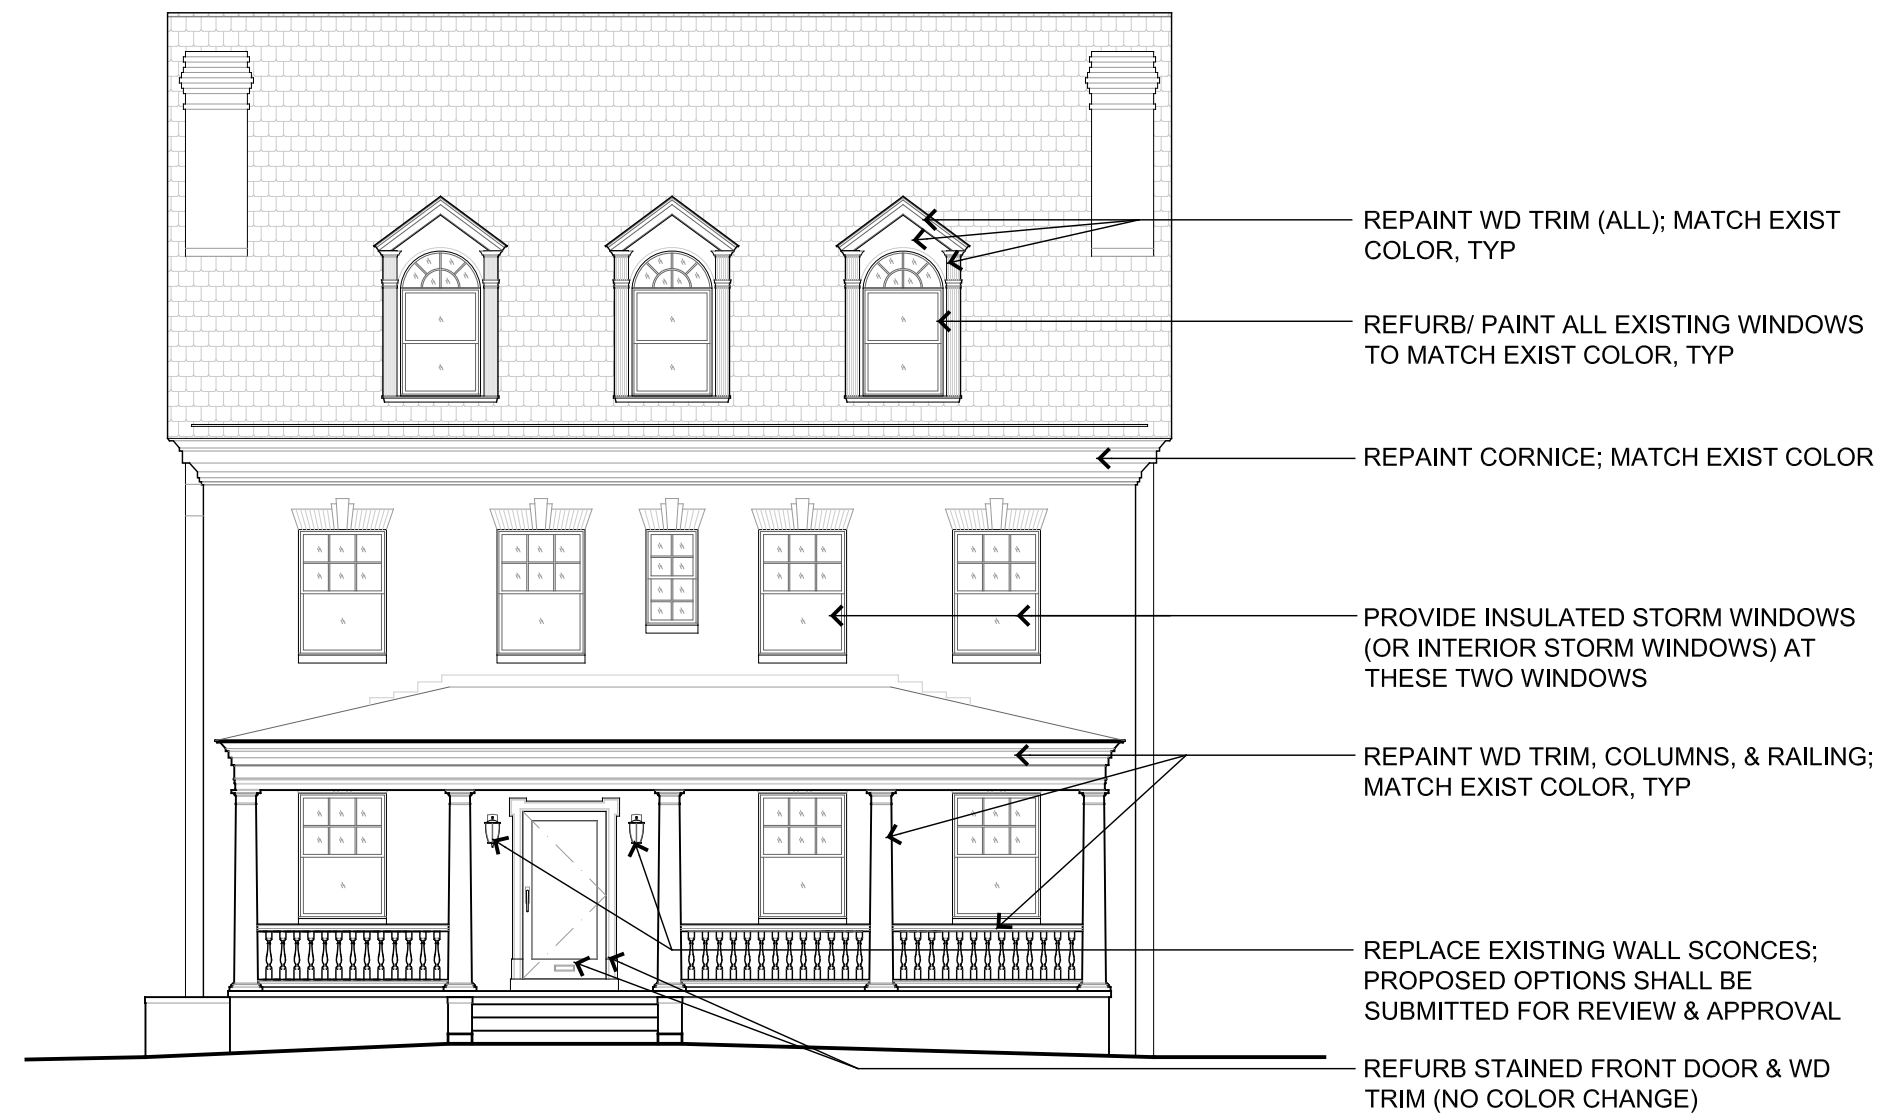 REPAINT WD TRIM (ALL); MATCH EXIST
COLOR, TYP
REFURB/ PAINT ALL EXISTING WINDOWS
TO MATCH EXIST COLOR, TYP
REPAINT CORNICE; MATCH EXIST COLOR
PROVIDE INSULATED STORM WINDOWS
(OR INTERIOR STORM WINDOWS) AT
THESE TWO WINDOWS
REPAINT WD TRIM, COLUMNS, & RAILING;
MATCH EXIST COLOR, TYP
REPLACE EXISTING WALL SCONCES;
PROPOSED OPTIONS SHALL BE
SUBMITTED FOR REVIEW & APPROVAL
REFURB STAINED FRONT DOOR & WD
TRIM (NO COLOR CHANGE)